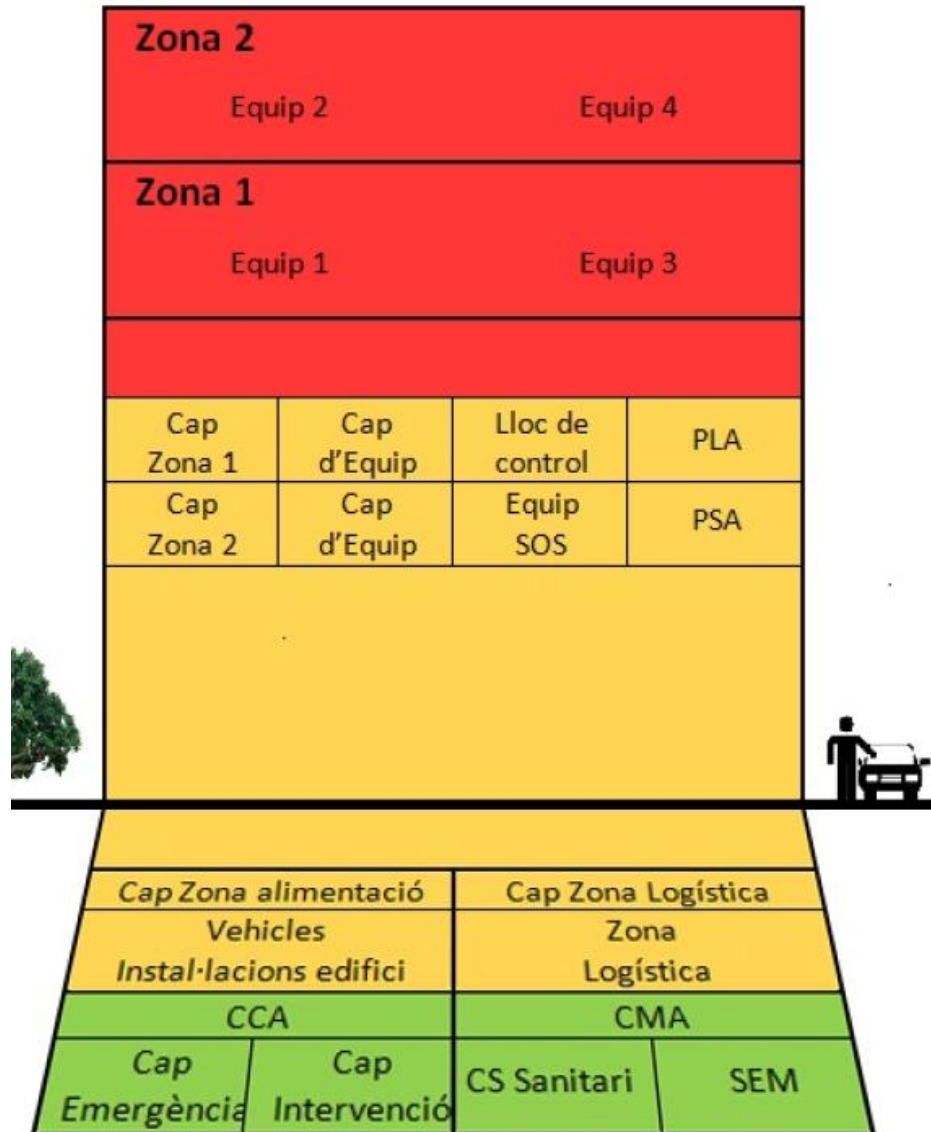 Zona 2
Equip 2 Equip 4
Zona 1
Equip 1 Equip 3
Cap
Zona 1
Cap
d'Equip
Lloc de
control
PLA
Cap
Zona 2
Cap
d'Equip
Equip
SOS
PSA
Cap Zona alimentació
Cap Zona Logística
Vehicles
Instal·lacions edifici
Zona
Logística
CCA
CMA
Cap
Emergència
Cap
Intervenció
CS Sanitari
SEM